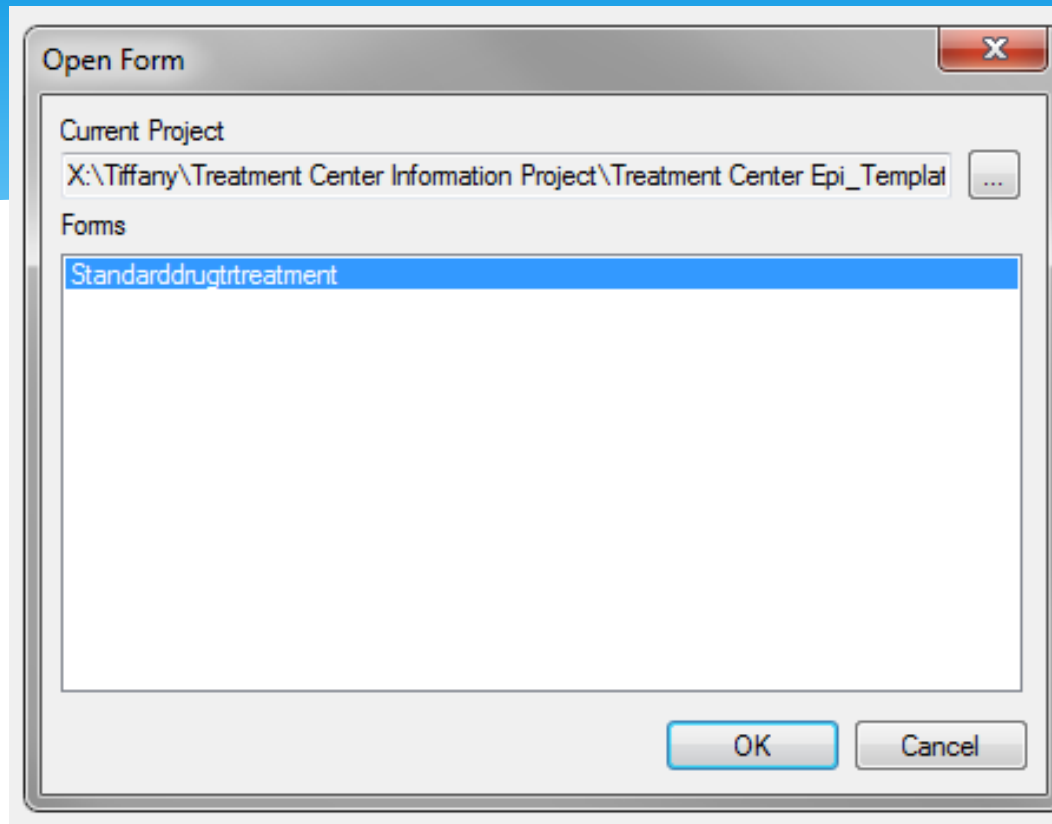 Open Form
Current Project
X:\Tiffany\Treatment Center Information Project\Treatment Center Epi_Templat
...
Forms
Standarddrugtrtreatment
OK
Cancel